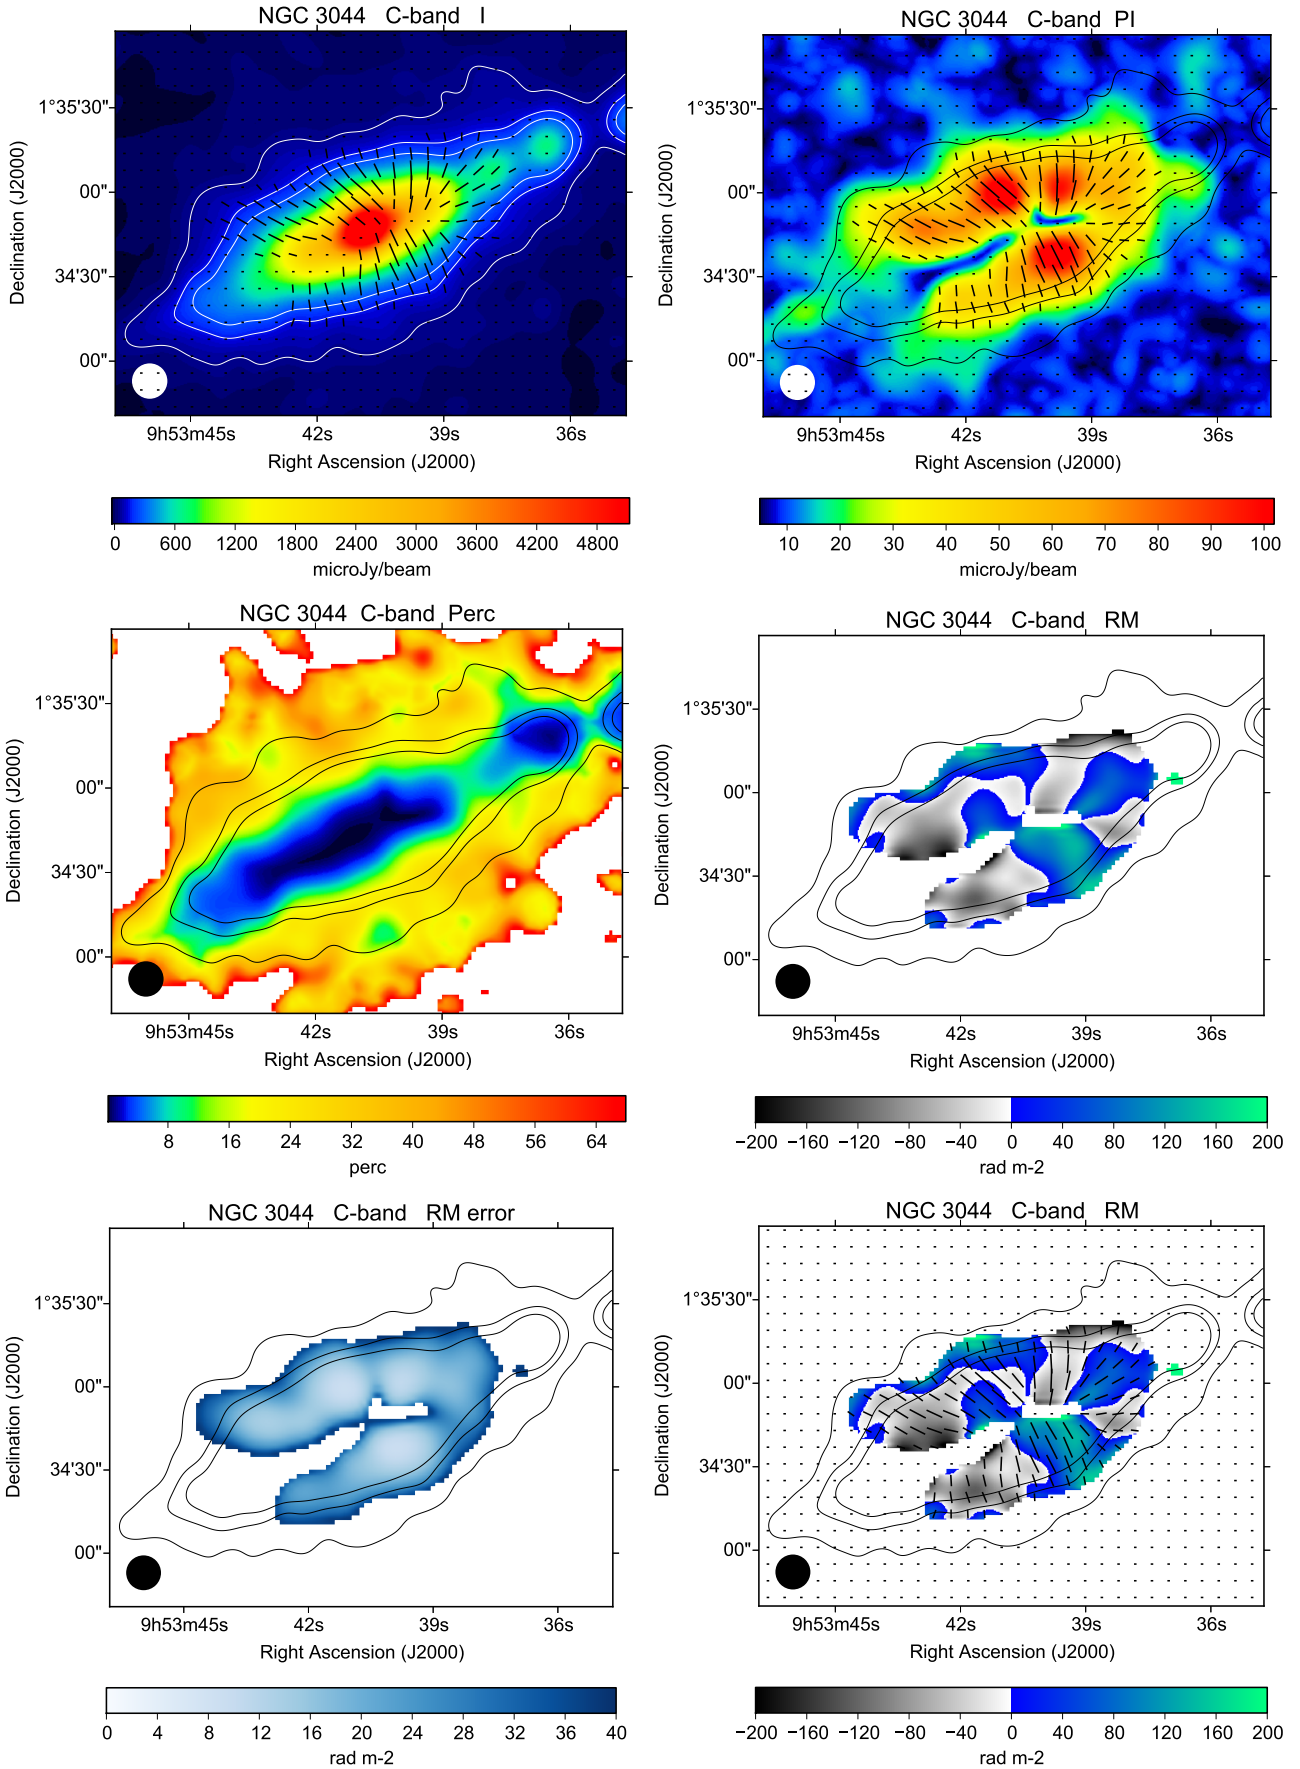 NGC 3044 C-band I
Declination (J2000)
1°35'30"
00"
34'30"
00"
9h53m45s 42s 39s 36s
Right Ascension (J2000)
0 600 1200 1800 2400 3000 3600 4200 4800
microJy/beam
NGC 3044 C-band PI
Declination (J2000)
1°35'30"
00"
34'30"
00"
9h53m45s 42s 39s 36s
Right Ascension (J2000)
10 20 30 40 50 60 70 80 90 100
microJy/beam
NGC 3044 C-band Perc
Declination (J2000)
1°35'30"
00"
34'30"
00"
9h53m45s 42s 39s 36s
Right Ascension (J2000)
8 16 24 32 40 48 56 64
perc
NGC 3044 C-band RM
Declination (J2000)
1°35'30"
00"
34'30"
00"
9h53m45s 42s 39s 36s
Right Ascension (J2000)
−200 −160 −120 −80 −40 0 40 80 120 160 200
rad m-2
NGC 3044 C-band RM error
Declination (J2000)
1°35'30"
00"
34'30"
00"
9h53m45s 42s 39s 36s
Right Ascension (J2000)
0 4 8 12 16 20 24 28 32 36 40
rad m-2
NGC 3044 C-band RM
Declination (J2000)
1°35'30"
00"
34'30"
00"
9h53m45s 42s 39s 36s
Right Ascension (J2000)
−200 −160 −120 −80 −40 0 40 80 120 160 200
rad m-2